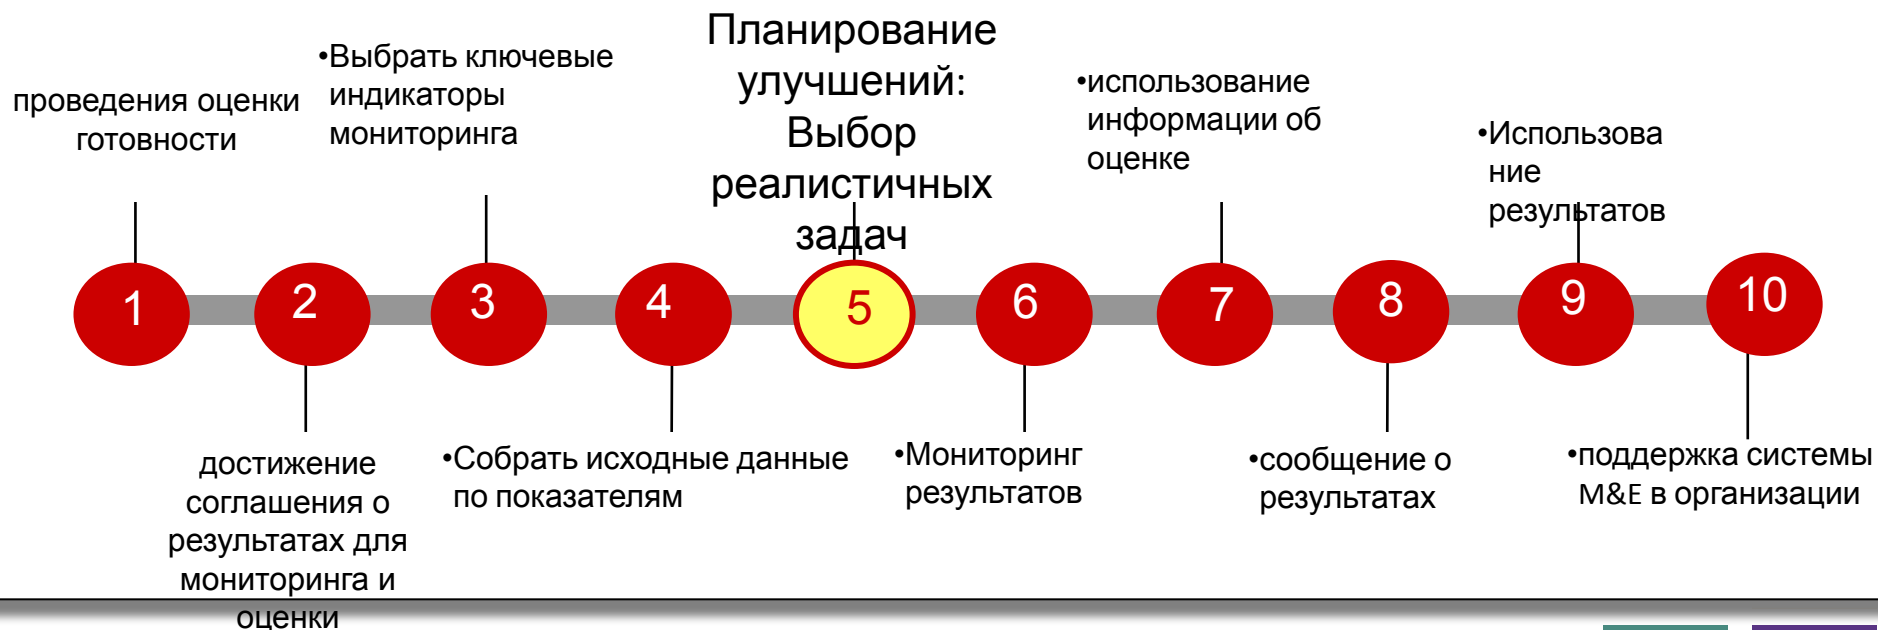 проведения оценки
готовности
•Выбрать ключевые
индикаторы
мониторинга
Планирование
улучшений:
Выбор
реалистичных
задач
•использование
информации об
оценке
•Использова
ние
результатов
1
2
3
4
5
6
7
8
9
10
достижение
соглашения о
результатах для
мониторинга и
оценки
•Собрать исходные данные
по показателям
•Мониторинг
результатов
•сообщение о
результатах
•поддержка системы
M&E в организации